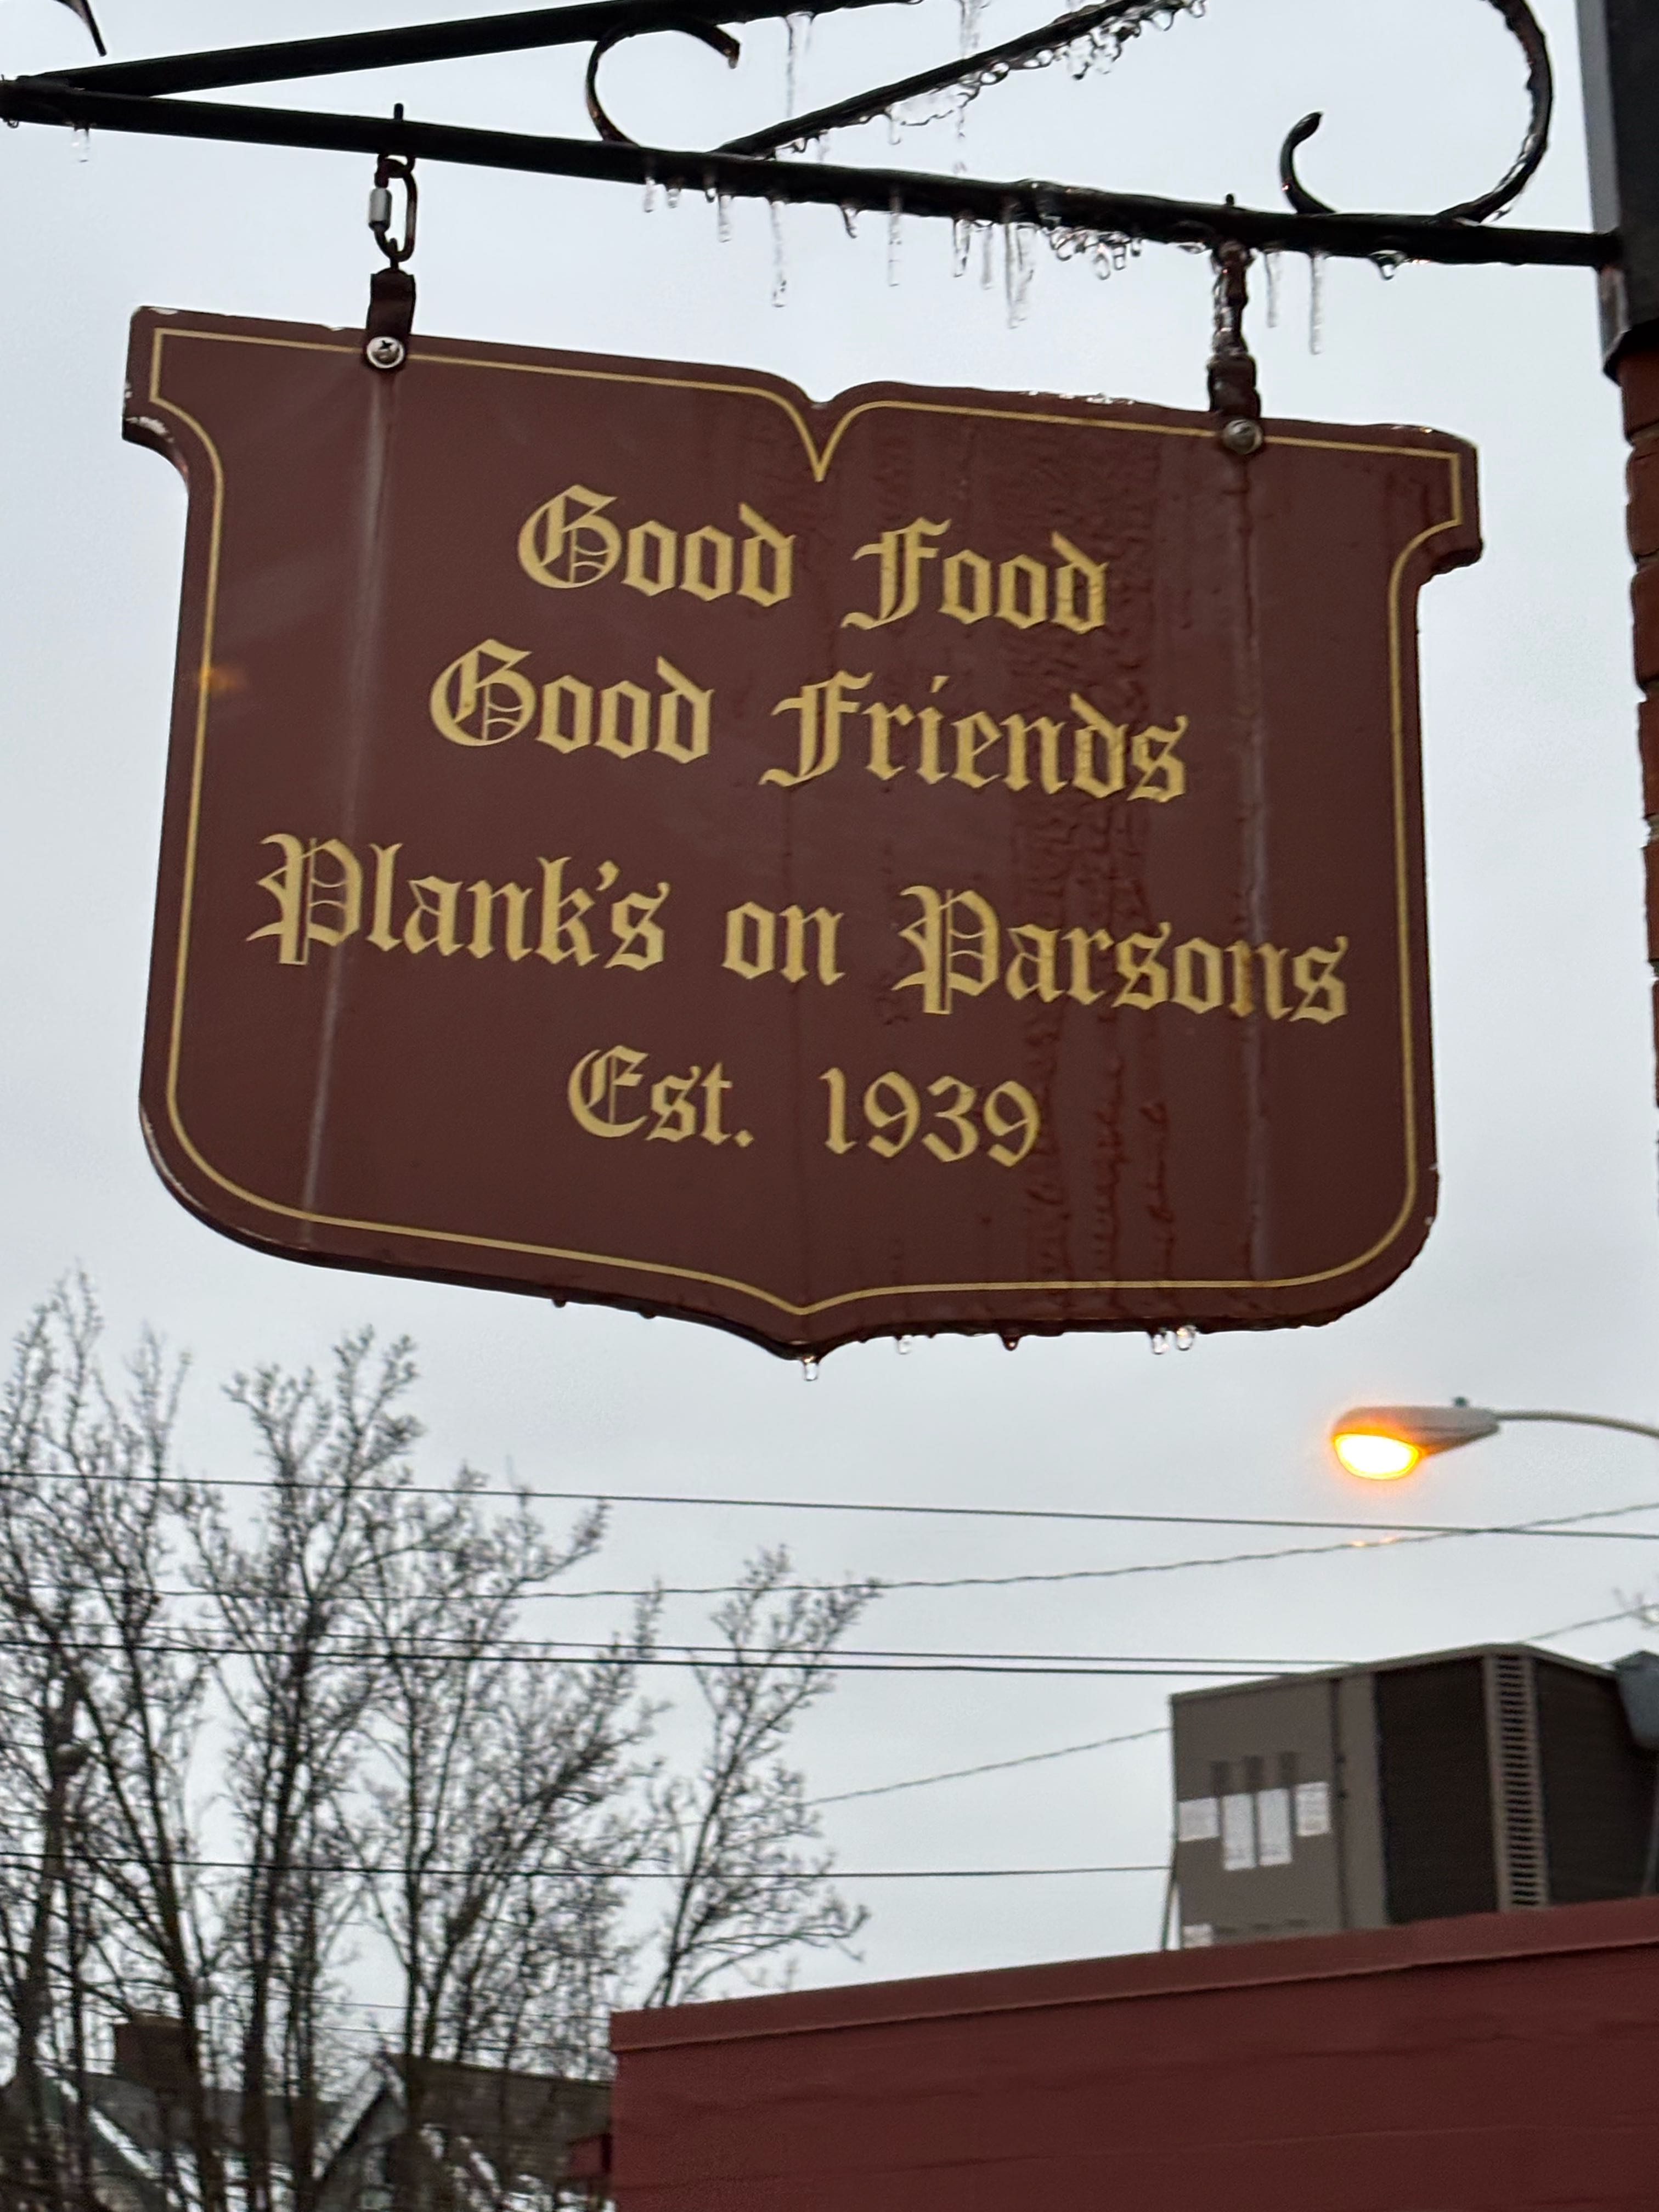 Good Food
Good Friends
Plank's on Parsons
Est. 1939